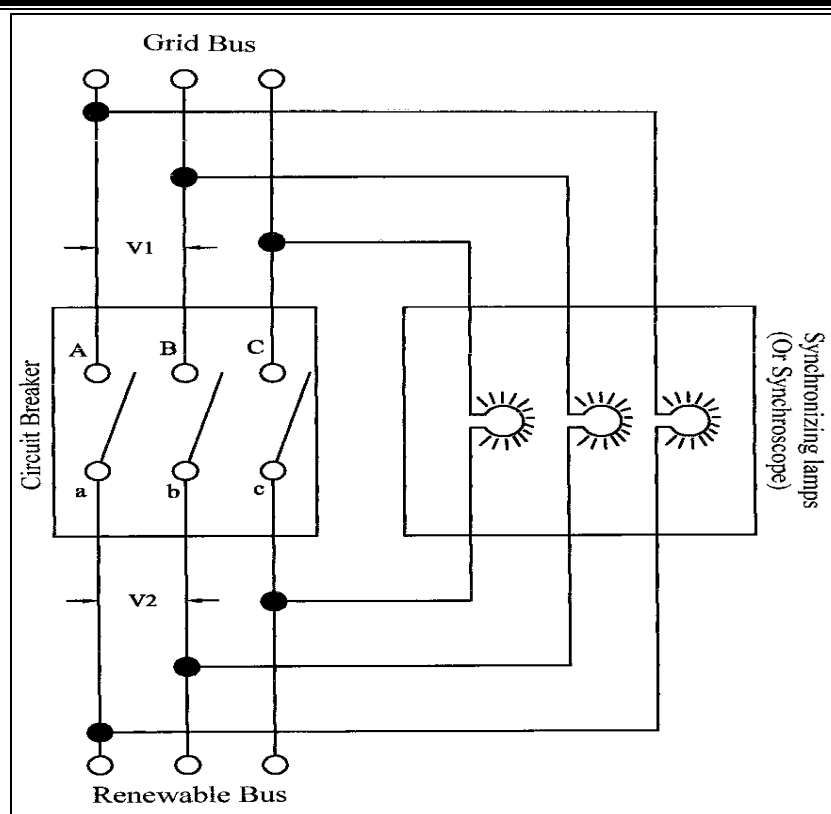 Grid Bus
V1
A B C
Circuit Breaker
a b c
Synchronizing lamps
(Or Synchroscope)
V2
Renewable Bus